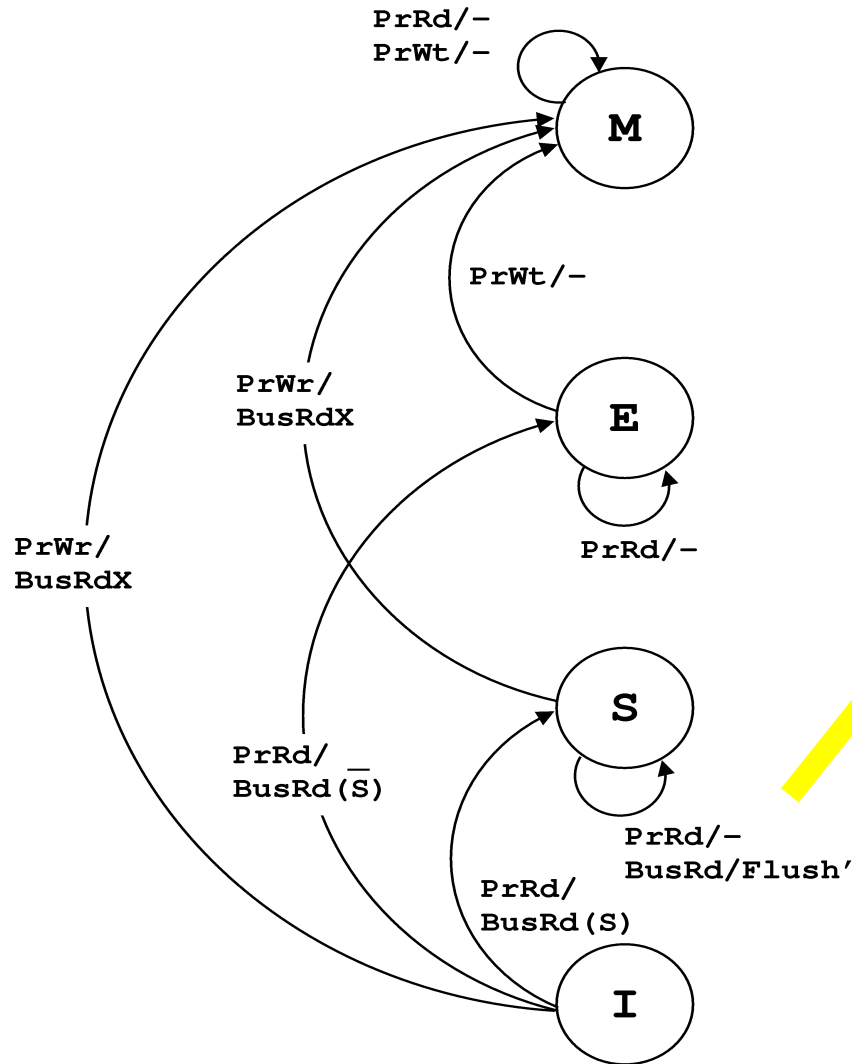 PrRd/–
PrWt/–
M
PrWt/–
PrWr/
BusRdX
E
PrRd/–
PrWr/
BusRdX
S
PrRd/
BusRd(S̅)
PrRd/–
BusRd/Flush’
PrRd/
BusRd(S)
I